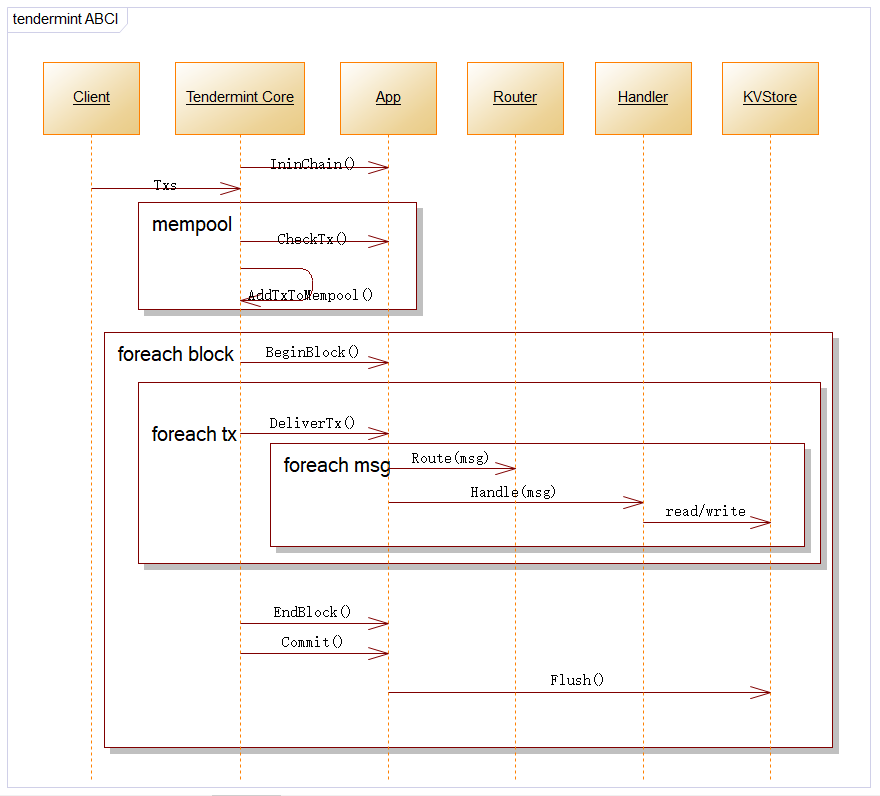 tendermint ABCI
Client
Tendermint Core
App
Router
Handler
KVStore
IninChain()
Txs
mempool
CheckTx()
AddTxToMempool()
foreach block
BeginBlock()
foreach tx
DeliverTx()
foreach msg
Route(msg)
Handle(msg)
read/write
EndBlock()
Commit()
Flush()